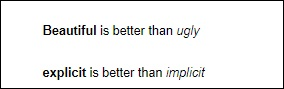 Beautiful is better than ugly
explicit is better than implicit